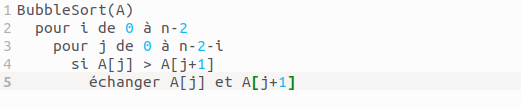 1 BubbleSort(A)
2 pour i de 0 à n-2
3 pour j de 0 à n-2-i
4 si A[j] > A[j+1]
5 échanger A[j] et A[j+1]